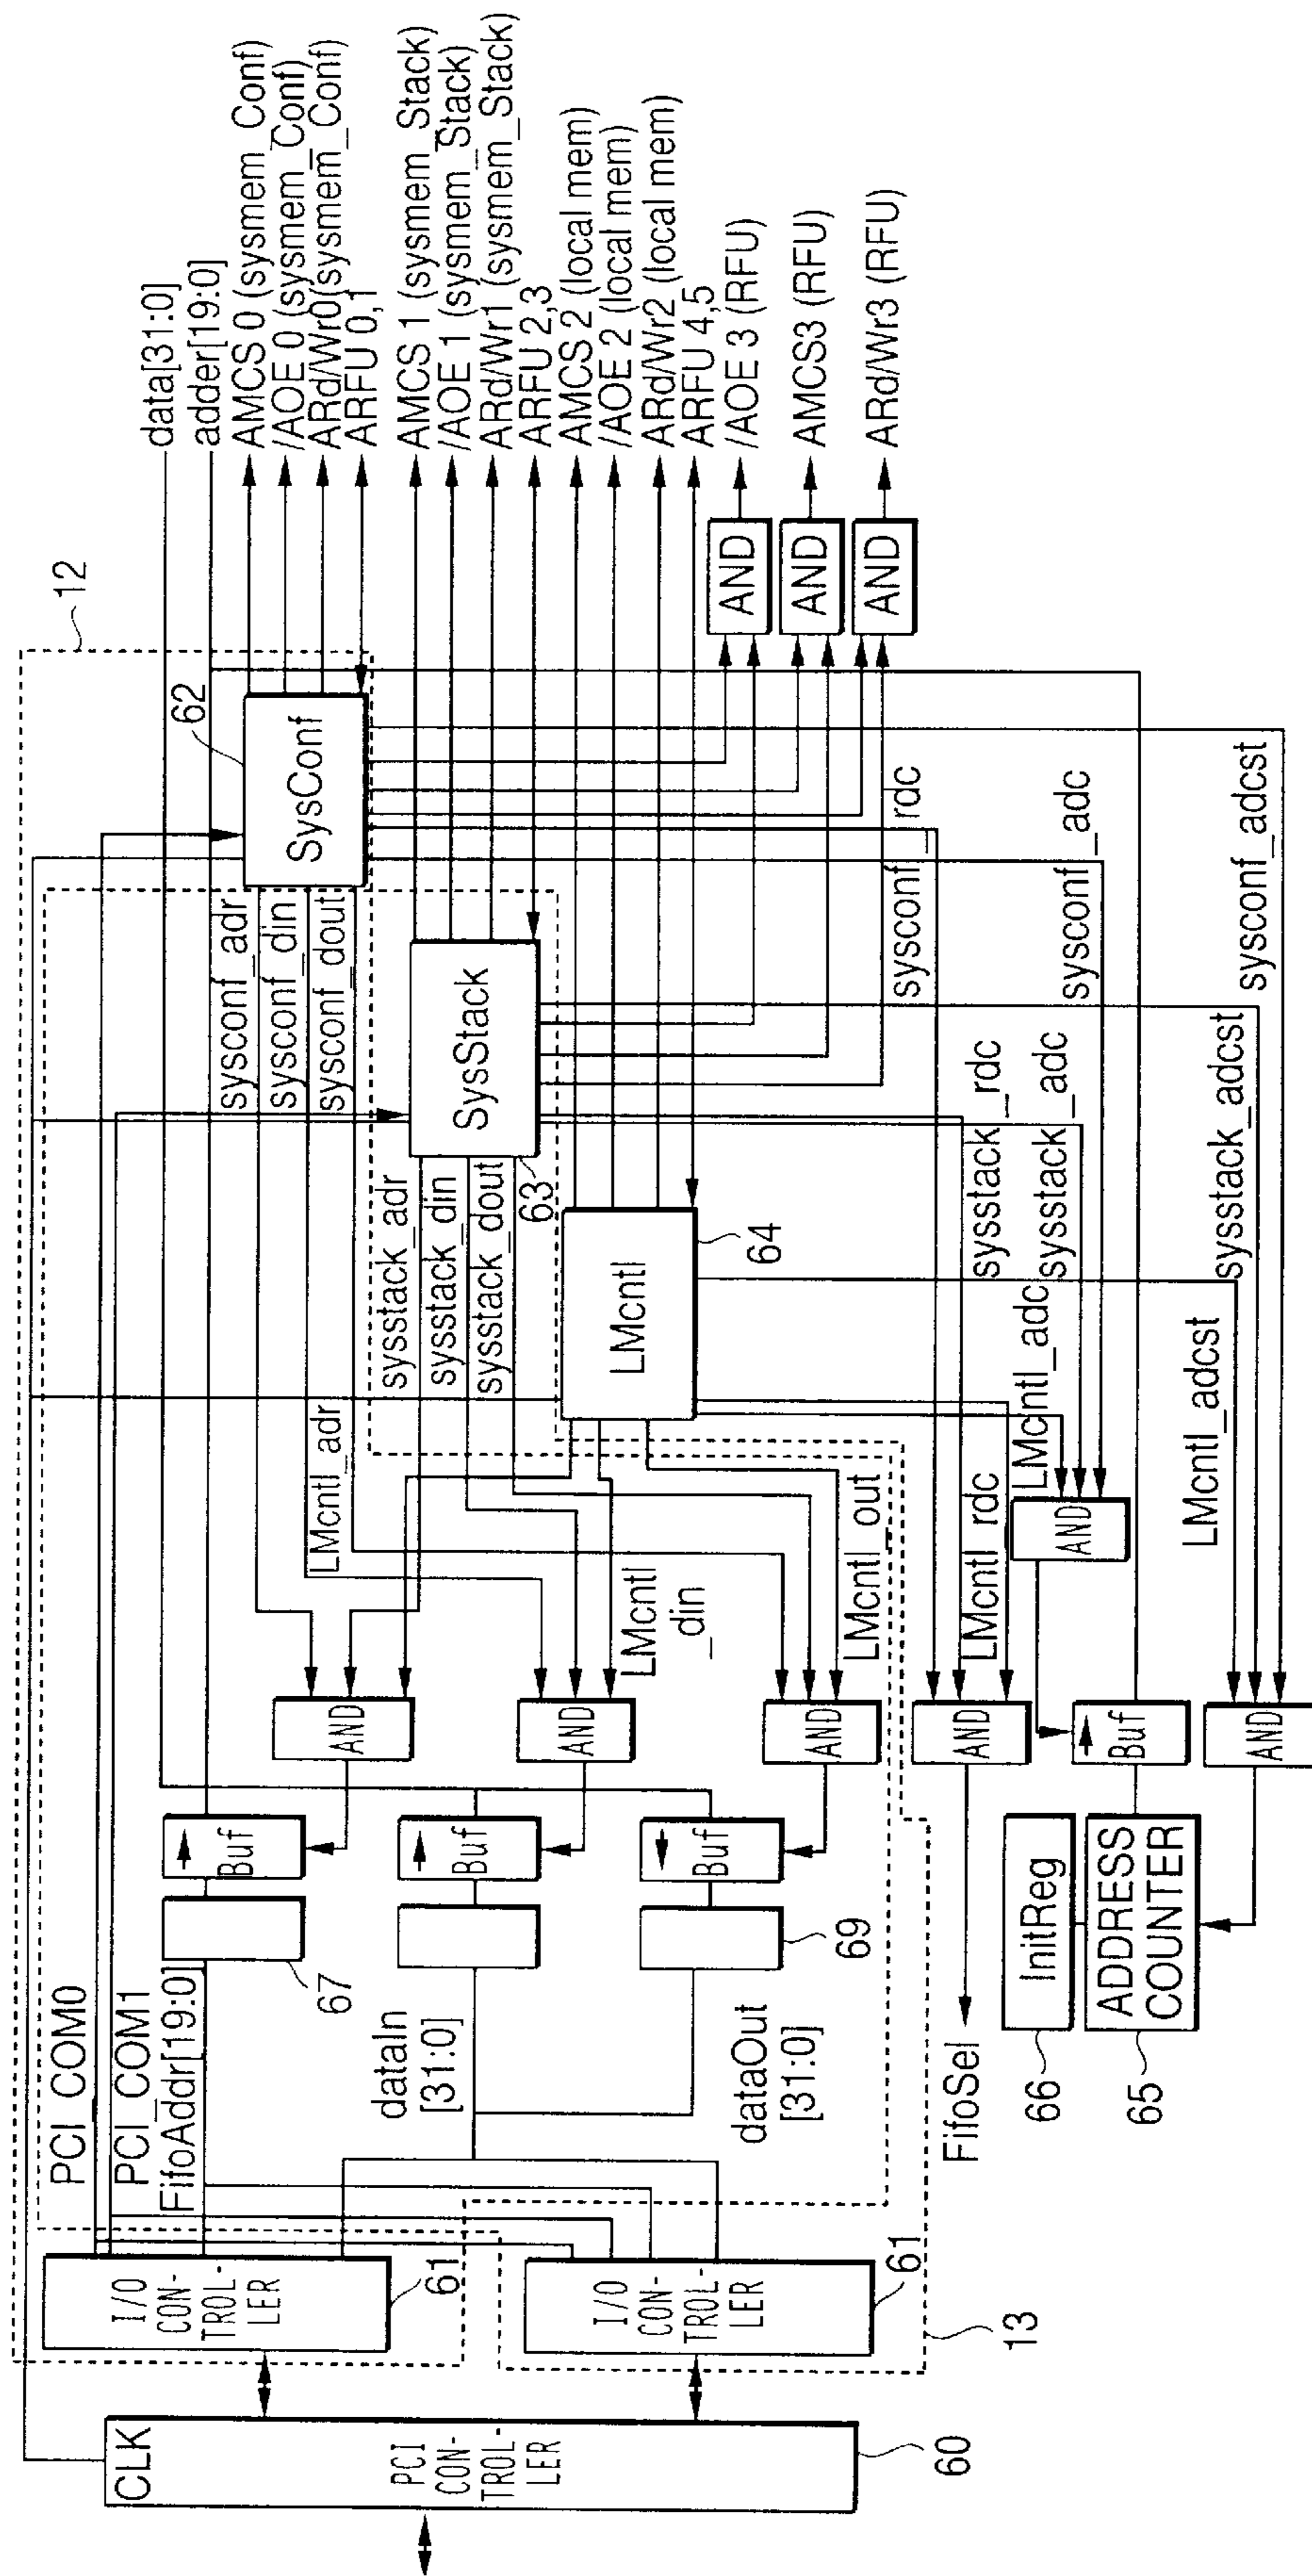 12
data[31:0]
adder[19:0]
AMCS 0 (sysmem_Conf)
/AOE 0 (sysmem_Conf)
ARd/Wr0(sysmem_Conf)
ARFU 0,1
AMCS 1 (sysmem_Stack)
/AOE 1 (sysmem_Stack)
ARd/Wr1 (sysmem_Stack)
ARFU 2,3
AMCS 2 (local mem)
/AOE 2 (local mem)
ARd/Wr2 (local mem)
ARFU 4,5
/AOE 3 (RFU)
AMCS3 (RFU)
ARd/Wr3 (RFU)
AND
AND
AND
62
SysConf
sysconf_adr
sysconf_din
sysconf_dout
SysStack
63
sysstack_adr
sysstack_din
sysstack_dout
LMcntl
64
LMcntl_adr
LMcntl
_din
LMcntl_out
sysconf_rdc
sysconf_adc
sysconf_adcst
sysstack_rdc
sysstack_adc
sysstack_adcst
LMcntl_rdc
LMcntl_adc
LMcntl_adcst
AND
AND
AND
AND
AND
AND
Buf
Buf
Buf
Buf
67
69
PCI_COM0
PCI_COM1
FifoAddr[19:0]
dataIn
[31:0]
dataOut
[31:0]
FifoSel
InitReg
66
ADDRESS
COUNTER
65
I/O
CON-
TROL-
LER
61
I/O
CON-
TROL-
LER
61
13
CLK
PCI
CON-
TROL-
LER
60